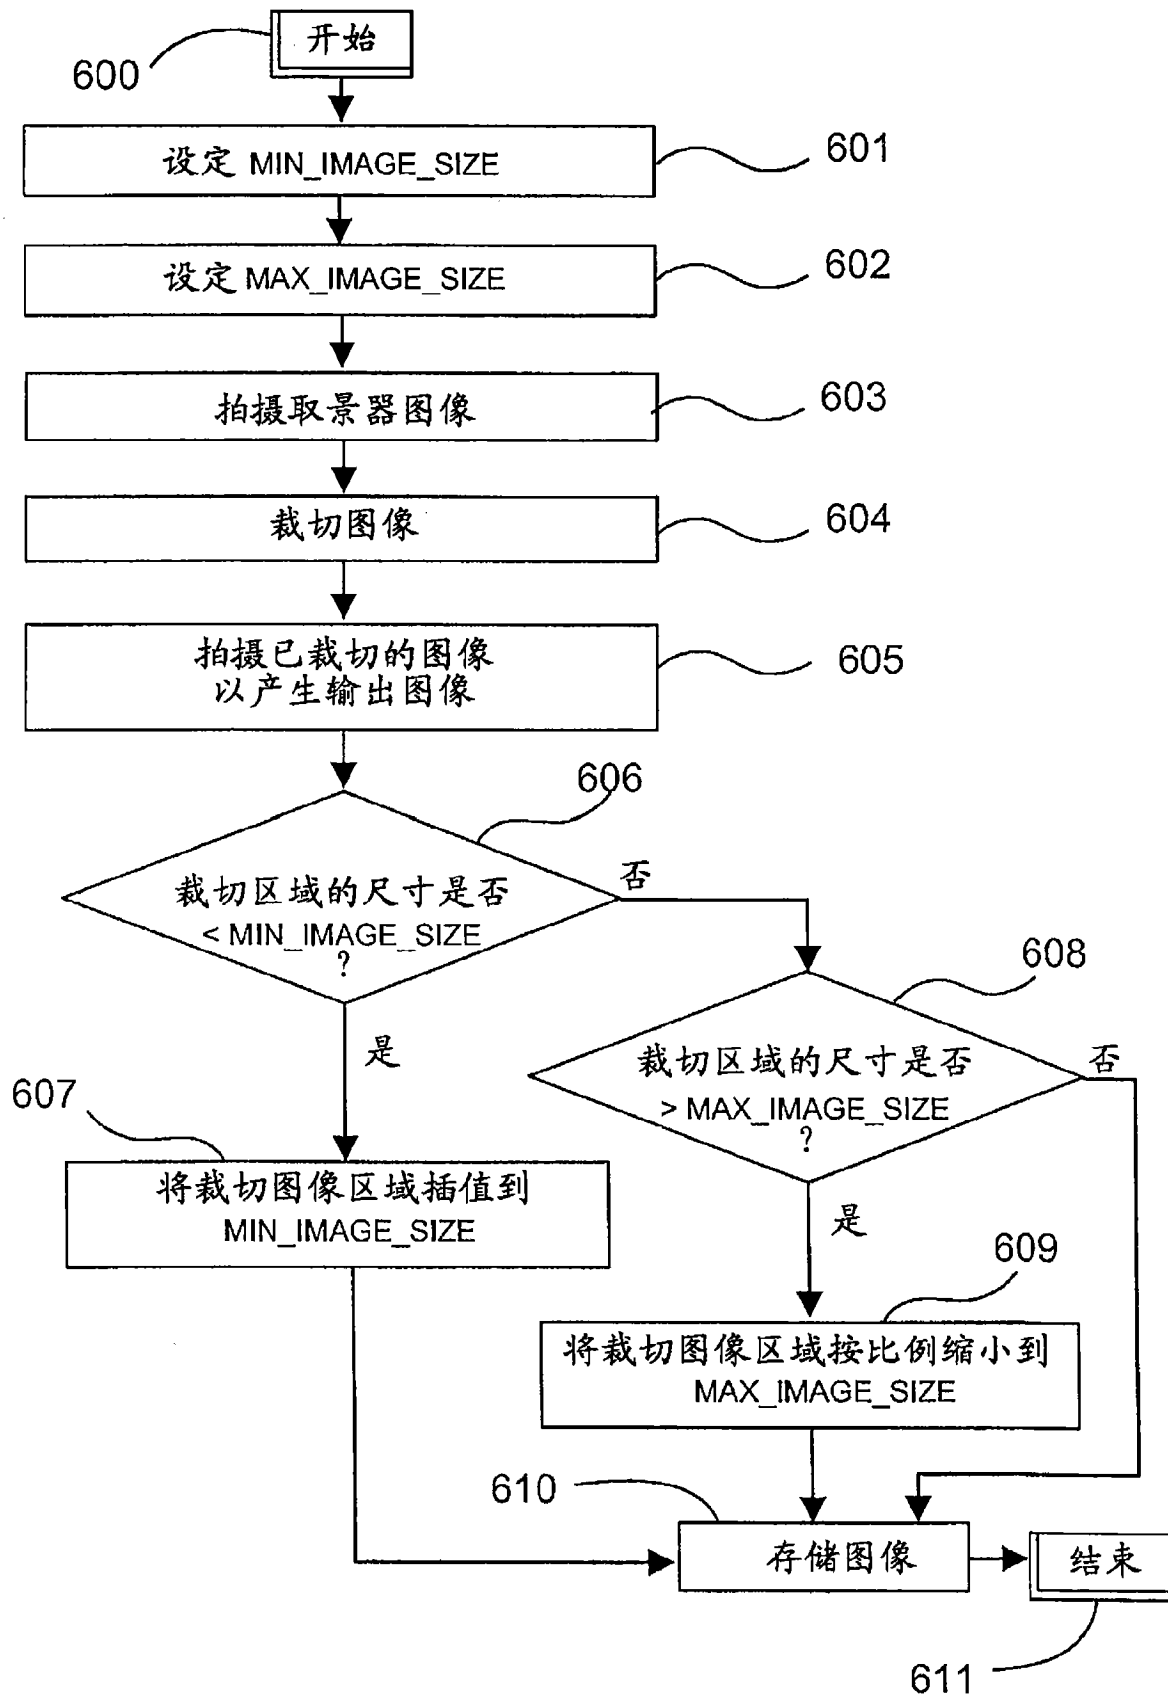 开始
600
设定 MIN_IMAGE_SIZE
601
设定 MAX_IMAGE_SIZE
602
拍摄取景器图像
603
裁切图像
604
拍摄已裁切的图像
以产生输出图像
605
606
裁切区域的尺寸是否
< MIN_IMAGE_SIZE
?
否
是
608
裁切区域的尺寸是否
> MAX_IMAGE_SIZE
?
否
是
607
将裁切图像区域插值到
MIN_IMAGE_SIZE
609
将裁切图像区域按比例缩小到
MAX_IMAGE_SIZE
610
存储图像
结束
611